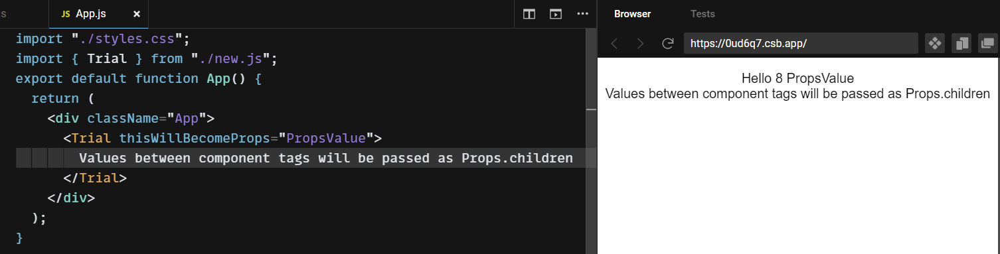 s
JS App.js ×
import "./styles.css";
import { Trial } from "./new.js";
export default function App() {
return (
<div className="App">
<Trial thisWillBecomeProps="PropsValue">
Values between component tags will be passed as Props.children
</Trial>
</div>
);
}
Browser Tests
https://0ud6q7.csb.app/
Hello 8 PropsValue
Values between component tags will be passed as Props.children